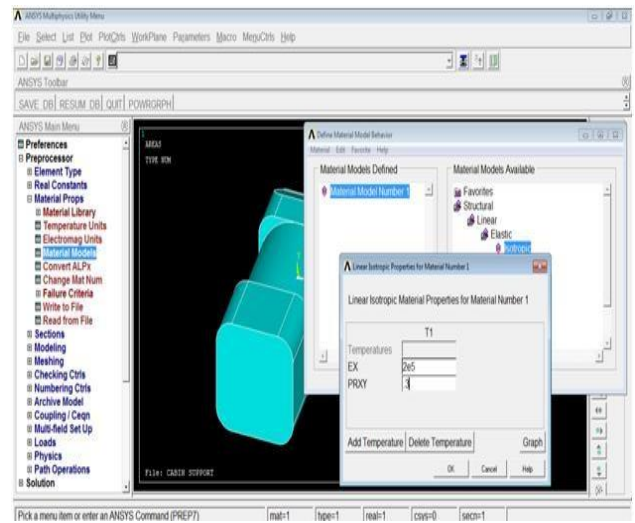 ANSYS Multiphysics Utility Menu
File Select List Plot PlotCtrls WorkPlane Parameters Macro MenuCtrls Help
ANSYS Toolbar
SAVE_DB RESUM_DB QUIT POWRGRPH
ANSYS Main Menu
Preferences
Preprocessor
Element Type
Real Constants
Material Props
Material Library
Temperature Units
Electromag Units
Material Models
Convert ALPx
Change Mat Num
Failure Criteria
Write to File
Read from File
Sections
Modeling
Meshing
Checking Ctrls
Numbering Ctrls
Archive Model
Coupling / Ceqn
Multi-field Set Up
Loads
Physics
Path Operations
Solution
1
AREAS
TYPE NUM
File: CABIN SUPPORT
Define Material Model Behavior
Material Edit Favorite Help
Material Models Defined
Material Model Number 1
Material Models Available
Favorites
Structural
Linear
Elastic
Isotropic
Linear Isotropic Properties for Material Number 1
Linear Isotropic Material Properties for Material Number 1
T1
Temperatures
EX 2e5
PRXY .3
Add Temperature Delete Temperature Graph
OK Cancel Help
Pick a menu item or enter an ANSYS Command (PREP7) mat=1 type=1 real=1 csys=0 secn=1